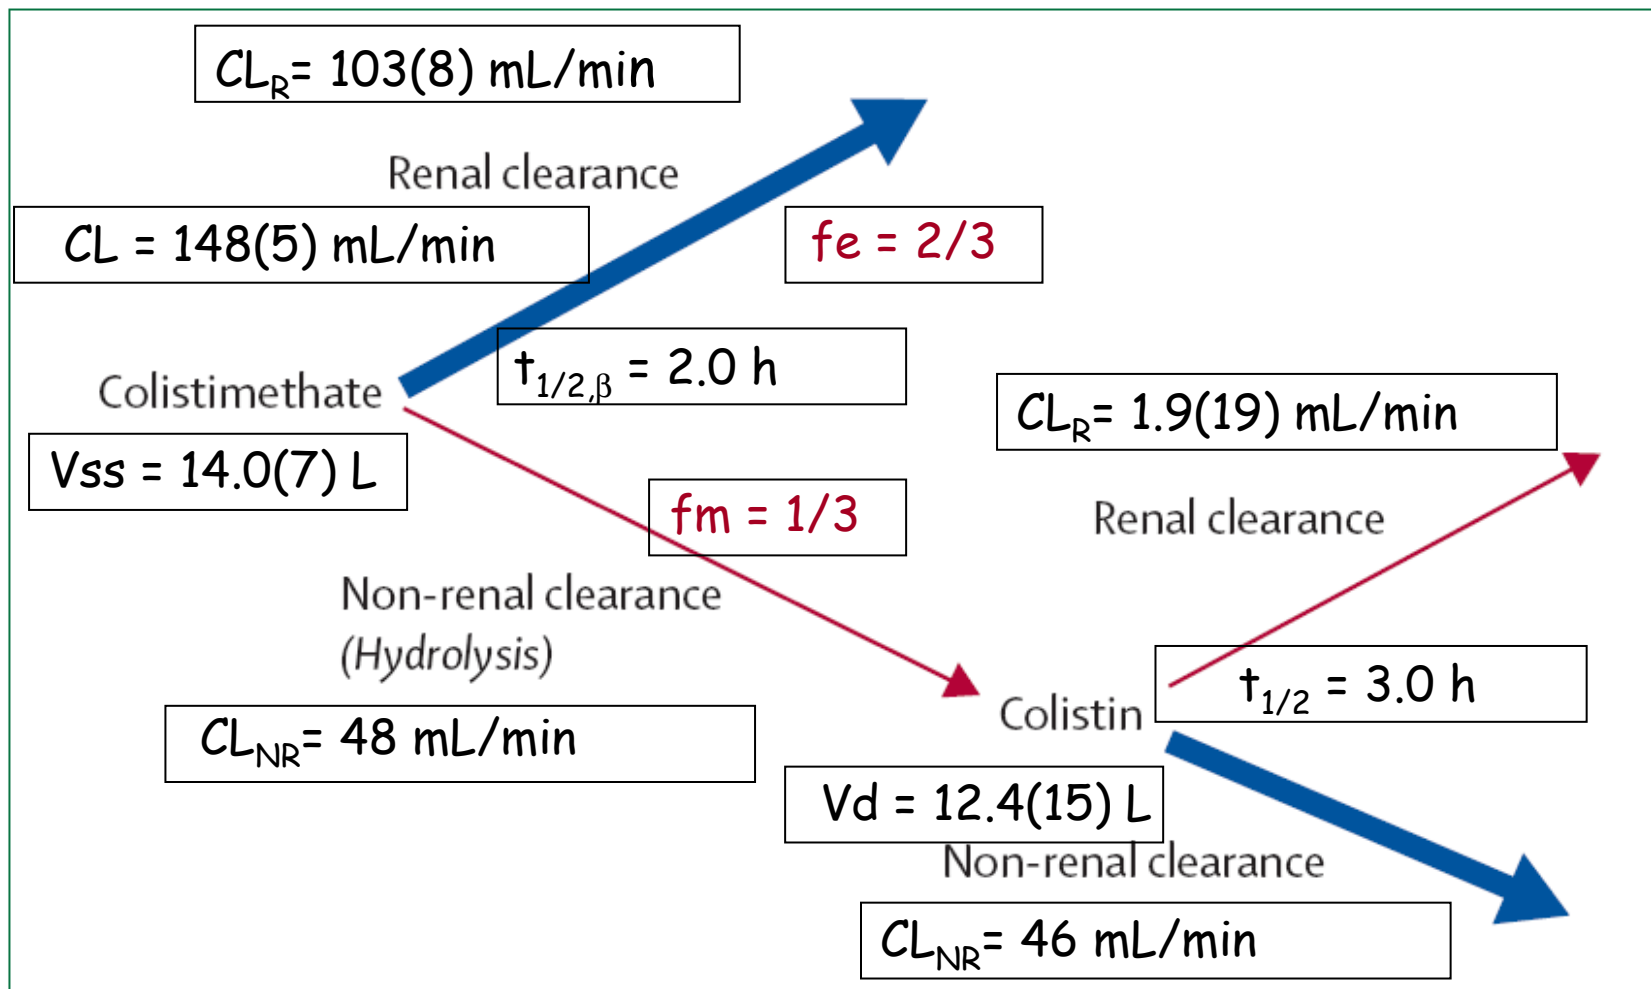 CLR= 103(8) mL/min
Renal clearance
CL = 148(5) mL/min
fe = 2/3
t1/2,β = 2.0 h
Colistimethate
CLR= 1.9(19) mL/min
Vss = 14.0(7) L
fm = 1/3
Renal clearance
Non-renal clearance
(Hydrolysis)
t1/2 = 3.0 h
Colistin
CLNR= 48 mL/min
Vd = 12.4(15) L
Non-renal clearance
CLNR= 46 mL/min